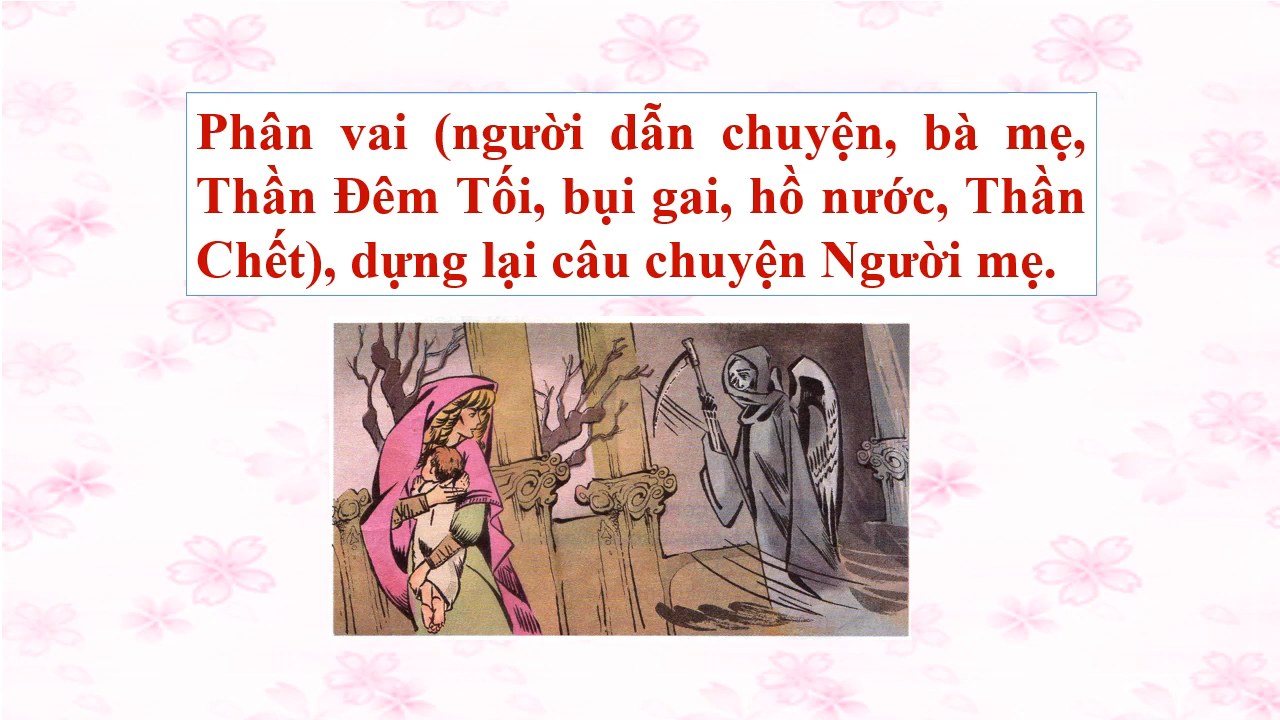 Phân vai (người dẫn chuyện, bà mẹ,
Thần Đêm Tối, bụi gai, hồ nước, Thần
Chết), dựng lại câu chuyện Người mẹ.